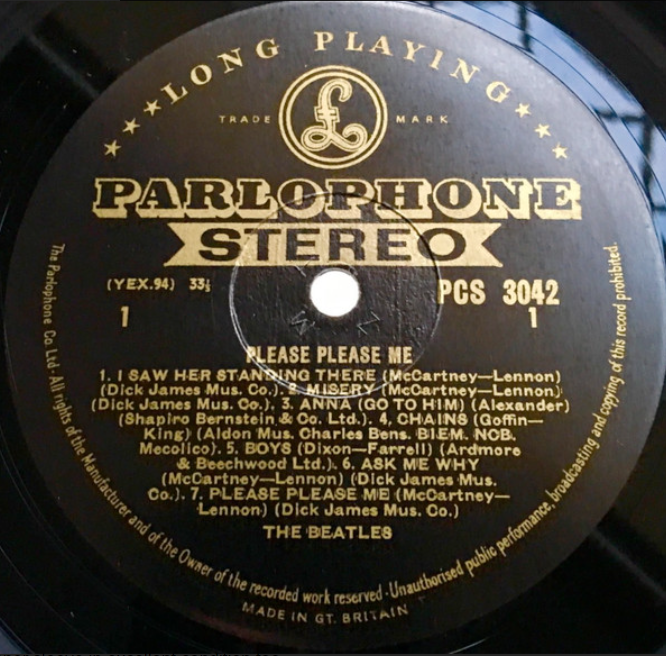 ★★★LONG PLAYING★★★
TRADE £ MARK
PARLOPHONE
STEREO
(YEX.94) 33⅓ PCS 3042
1 1
PLEASE PLEASE ME
1. I SAW HER STANDING THERE (McCartney—Lennon)
(Dick James Mus. Co.). 2. MISERY (McCartney—Lennon)
(Dick James Mus. Co.). 3. ANNA (GO TO HIM) (Alexander)
(Shapiro Bernstein & Co. Ltd.). 4. CHAINS (Goffin—
King) (Aldon Mus. Charles Bens. BIEM. NCB.
Mecolico). 5. BOYS (Dixon—Farrell) (Ardmore
& Beechwood Ltd.). 6. ASK ME WHY
(McCartney—Lennon) (Dick James Mus.
Co.). 7. PLEASE PLEASE ME (McCartney—
Lennon) (Dick James Mus. Co.)
THE BEATLES
The Parlophone Co. Ltd. All rights of the Manufacturer and of the Owner of the recorded work reserved · Unauthorised public performance, broadcasting and copying of this record prohibited.
MADE IN GT. BRITAIN